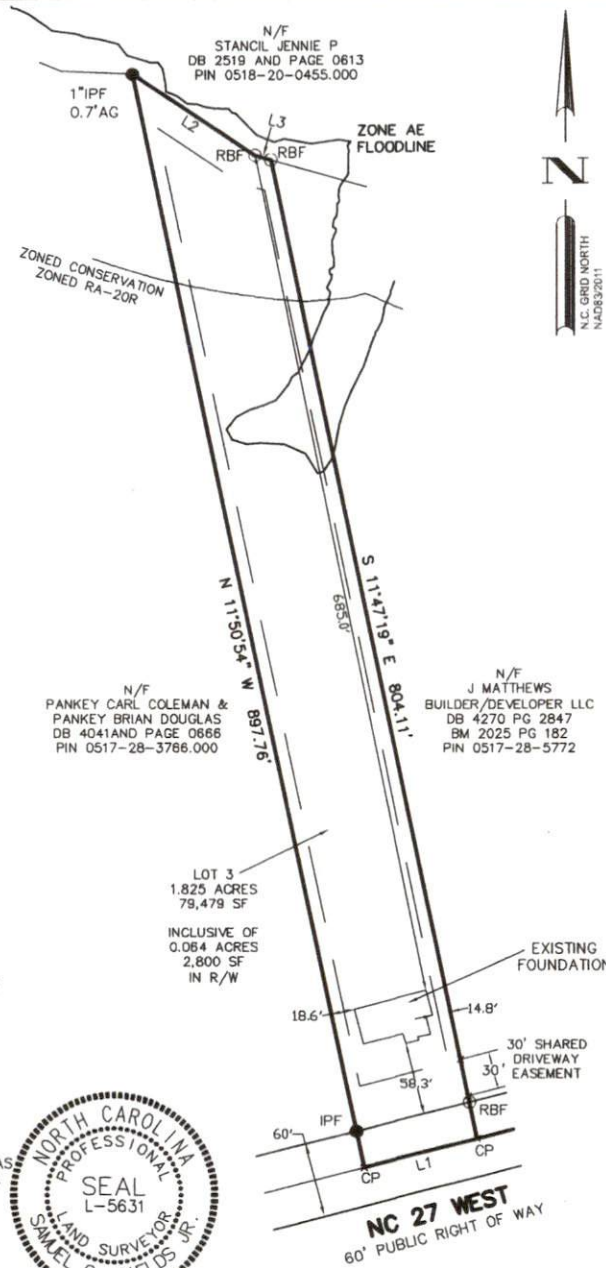 N/F
STANCIL JENNIE P
DB 2519 AND PAGE 0613
PIN 0518-20-0455.000
1"IPF
0.7'AG
L2
L3
RBF
RBF
ZONE AE
FLOODLINE
N
N.C. GRID NORTH
NAD83/2011
ZONED CONSERVATION
ZONED RA-20R
N 11°50'54" W 897.76'
685.0'
S 11°47'19" E 804.11'
N/F
PANKEY CARL COLEMAN &
PANKEY BRIAN DOUGLAS
DB 4041AND PAGE 0666
PIN 0517-28-3766.000
N/F
J MATTHEWS
BUILDER/DEVELOPER LLC
DB 4270 PG 2847
BM 2025 PG 182
PIN 0517-28-5772
LOT 3
1.825 ACRES
79,479 SF
INCLUSIVE OF
0.064 ACRES
2,800 SF
IN R/W
EXISTING
FOUNDATION
18.6'
14.8'
58.3'
30' SHARED
DRIVEWAY
EASEMENT
30'
IPF
RBF
60'
CP
L1
CP
NC 27 WEST
60' PUBLIC RIGHT OF WAY
AS
NORTH CAROLINA
PROFESSIONAL
SEAL
L-5631
LAND SURVEYOR
SAMUEL JR.